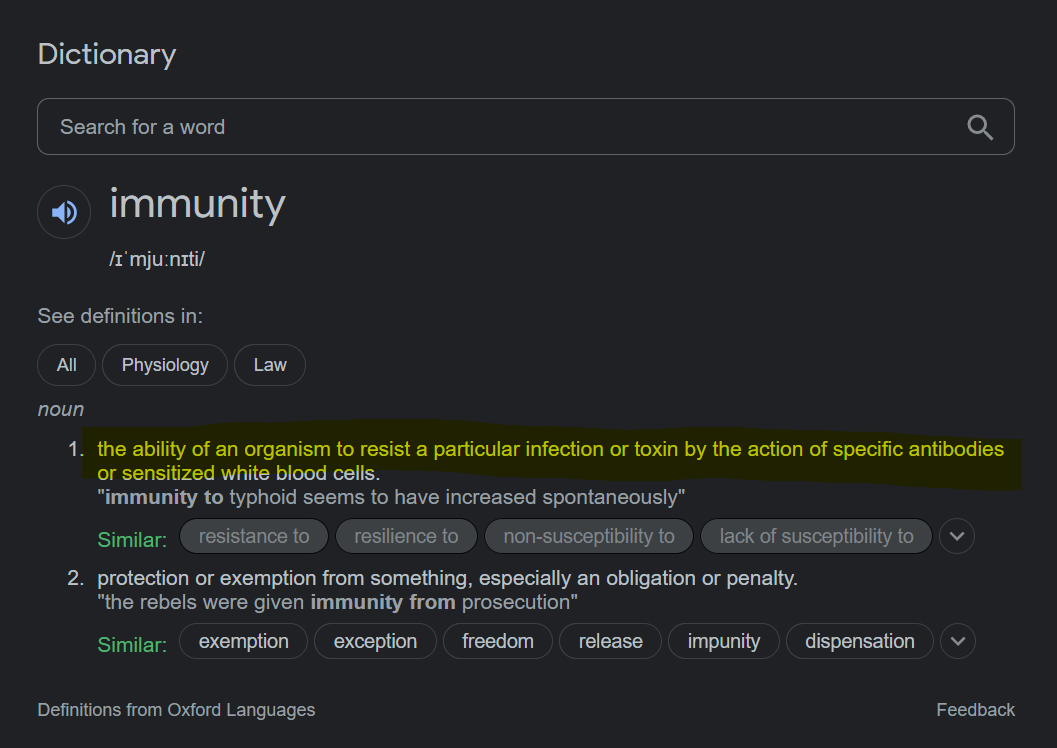 Dictionary
Search for a word
immunity
/ɪˈmjuːnɪti/
See definitions in:
All Physiology Law
noun
1. the ability of an organism to resist a particular infection or toxin by the action of specific antibodies
or sensitized white blood cells.
"immunity to typhoid seems to have increased spontaneously"
Similar: resistance to resilience to non-susceptibility to lack of susceptibility to
2. protection or exemption from something, especially an obligation or penalty.
"the rebels were given immunity from prosecution"
Similar: exemption exception freedom release impunity dispensation
Definitions from Oxford Languages Feedback